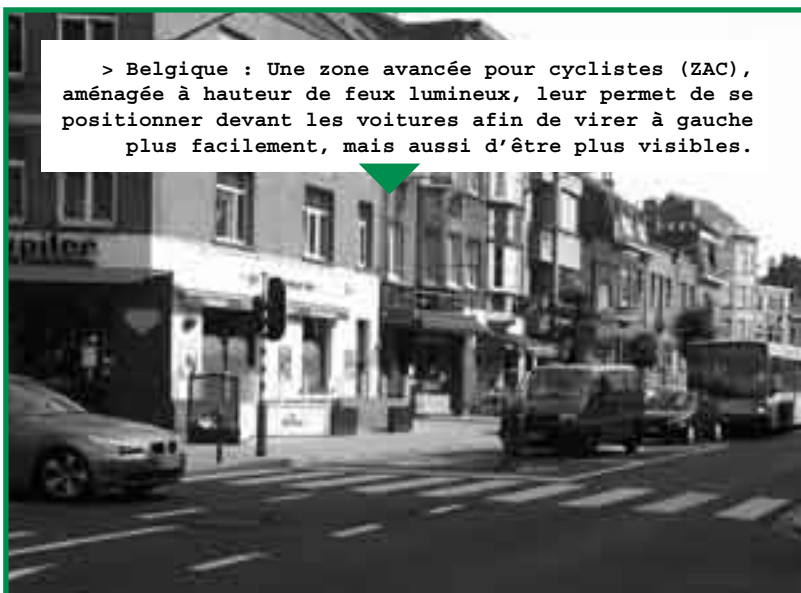 > Belgique : Une zone avancée pour cyclistes (ZAC),
aménagée à hauteur de feux lumineux, leur permet de se
positionner devant les voitures afin de virer à gauche
plus facilement, mais aussi d’être plus visibles.